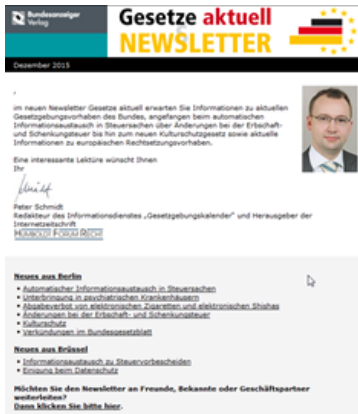 Bundesanzeiger
Verlag
Gesetze aktuell
&
NEWSLETTER
Dezember 2015
,
im neuen Newsletter Gesetze aktuell erwarten Sie Informationen zu aktuellen
Gesetzgebungsvorhaben des Bundes, angefangen beim automatischen
Informationsaustausch in Steuersachen über Änderungen bei der Erbschaft-
und Schenkungsteuer bis hin zum neuen Kulturschutzgesetz sowie aktuelle
Informationen zu europäischen Rechtsetzungsvorhaben.
Eine interessante Lektüre wünscht Ihnen
Ihr
Schmidt
Peter Schmidt
Redakteur des Informationsdienstes „Gesetzgebungskalender" und Herausgeber der
Internetzeitschrift
HUMBOLDT FORUM RECHT
Neues aus Berlin
• Automatischer Informationsaustausch in Steuersachen
• Unterbringung in psychiatrischen Krankenhäusern
• Abgabeverbot von elektronischen Zigaretten und elektronischen Shishas
• Änderungen bei der Erbschaft- und Schenkungsteuer
• Kulturschutz
• Verkündungen im Bundesgesetzblatt
Neues aus Brüssel
• Informationsaustausch zu Steuervorbescheiden
• Einigung beim Datenschutz
Möchten Sie den Newsletter an Freunde, Bekannte oder Geschäftspartner
weiterleiten?
Dann klicken Sie bitte hier.